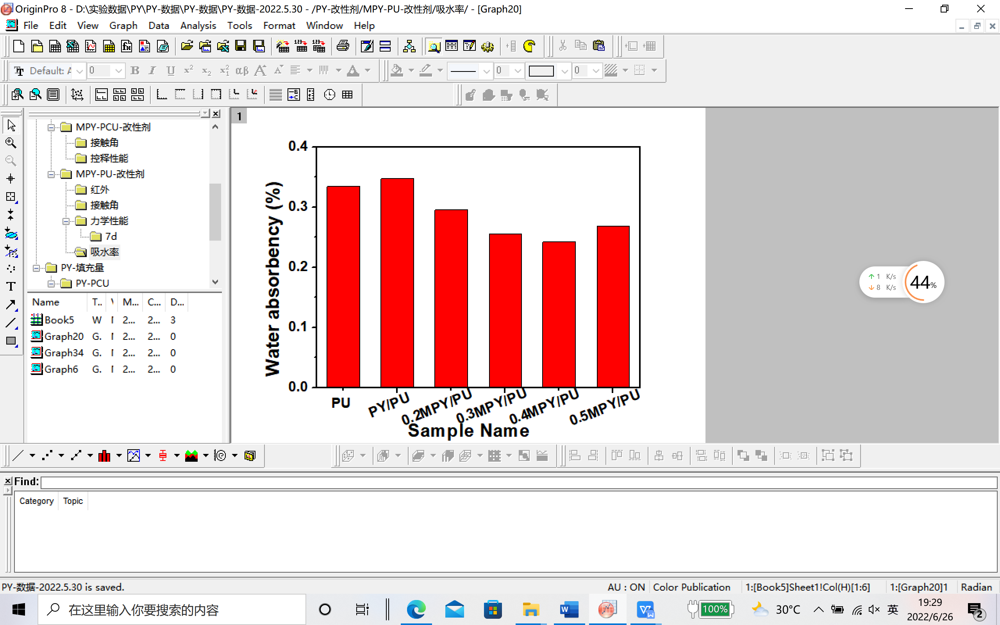 OriginPro 8 - D:\实验数据\PY\PY-数据\PY-数据\PY-数据-2022.5.30 - /PY-改性剂/MPY-PU-改性剂/吸水率/ - [Graph20]
File Edit View Graph Data Analysis Tools Format Window Help
Default: A 0 B I U x² x₂ αβ A A A 0 0
MPY-PCU-改性剂
接触角
控释性能
MPY-PU-改性剂
红外
接触角
力学性能
7d
吸水率
PY-填充量
PY-PCU
Name T.. M... C... D...
Book5 W 2... 2... 3
Graph20 G. 2... 2... 0
Graph34 G. 2... 2... 0
Graph6 G. 2... 2... 0
1
Water absorbency (%)
0.4
0.3
0.2
0.1
0.0
PU PY/PU 0.2MPY/PU 0.3MPY/PU 0.4MPY/PU 0.5MPY/PU
Sample Name
1 K/s
8 K/s
44%
Find:
Category Topic
PY-数据-2022.5.30 is saved. AU : ON Color Publication 1:[Book5]Sheet1!Col(H)[1:6] 1:[Graph20]1 Radian
在这里输入你要搜索的内容
100% 30°C 英
19:29
2022/6/26
2